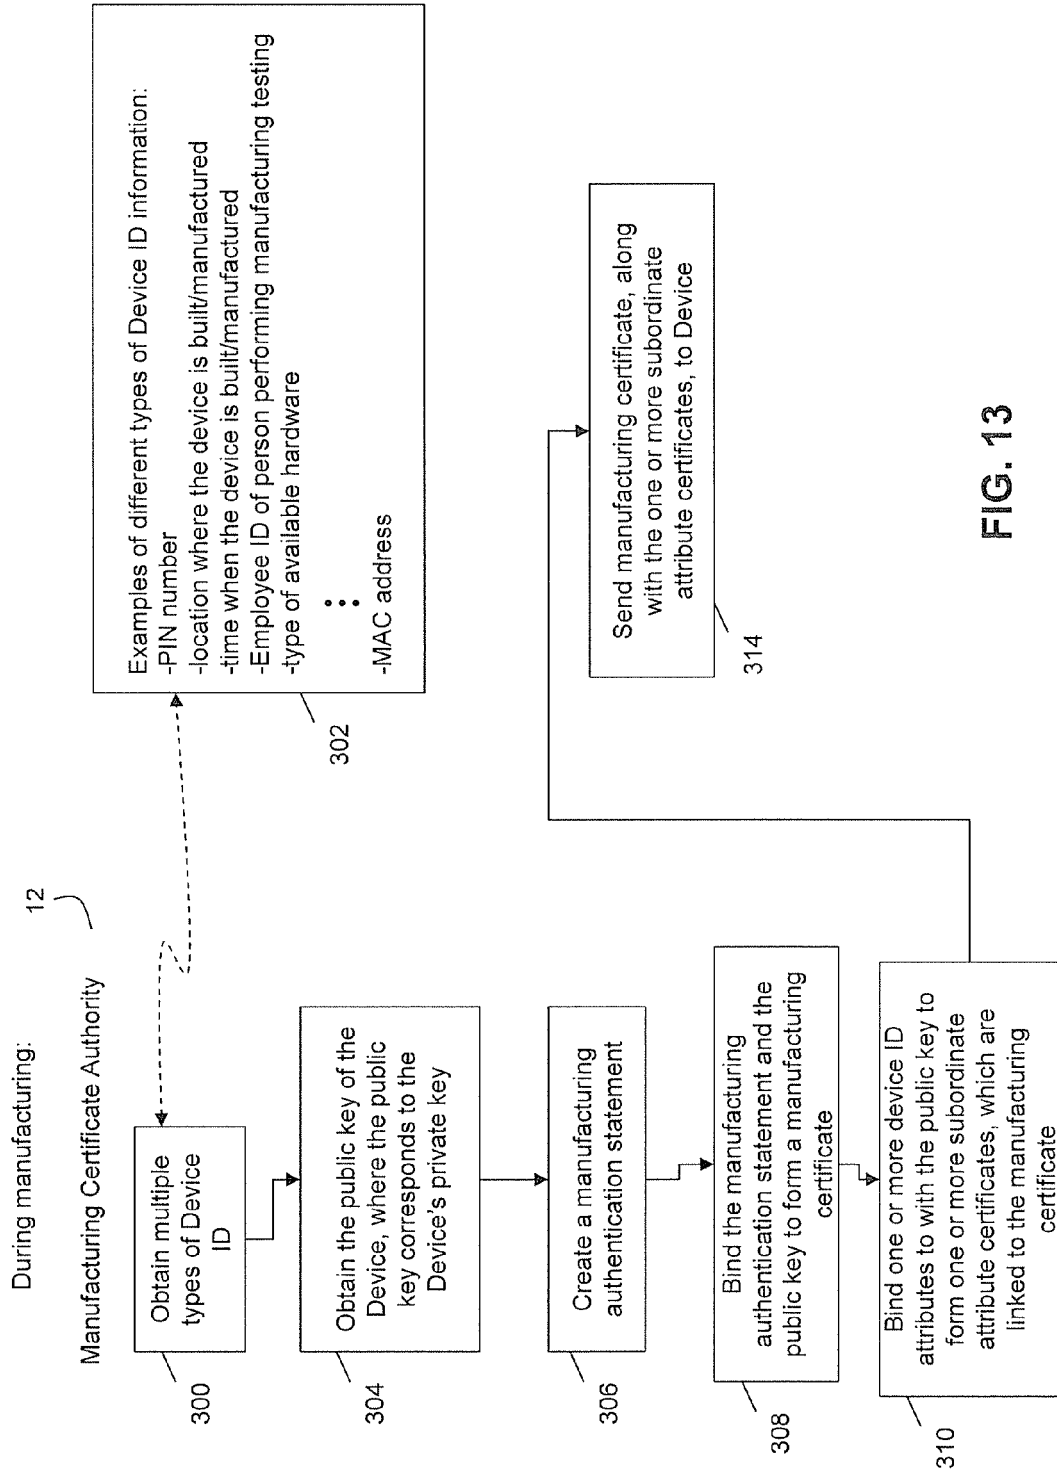 During manufacturing:
Manufacturing Certificate Authority
12
Obtain multiple
types of Device
ID
300
Examples of different types of Device ID information:
-PIN number
-location where the device is built/manufactured
-time when the device is built/manufactured
-Employee ID of person performing manufacturing testing
-type of available hardware
-MAC address
302
Obtain the public key of the
Device, where the public
key corresponds to the
Device's private key
304
Create a manufacturing
authentication statement
306
Bind the manufacturing
authentication statement and the
public key to form a manufacturing
certificate
308
Bind one or more device ID
attributes to with the public key to
form one or more subordinate
attribute certificates, which are
linked to the manufacturing
certificate
310
Send manufacturing certificate, along
with the one or more subordinate
attribute certificates, to Device
314
FIG. 13